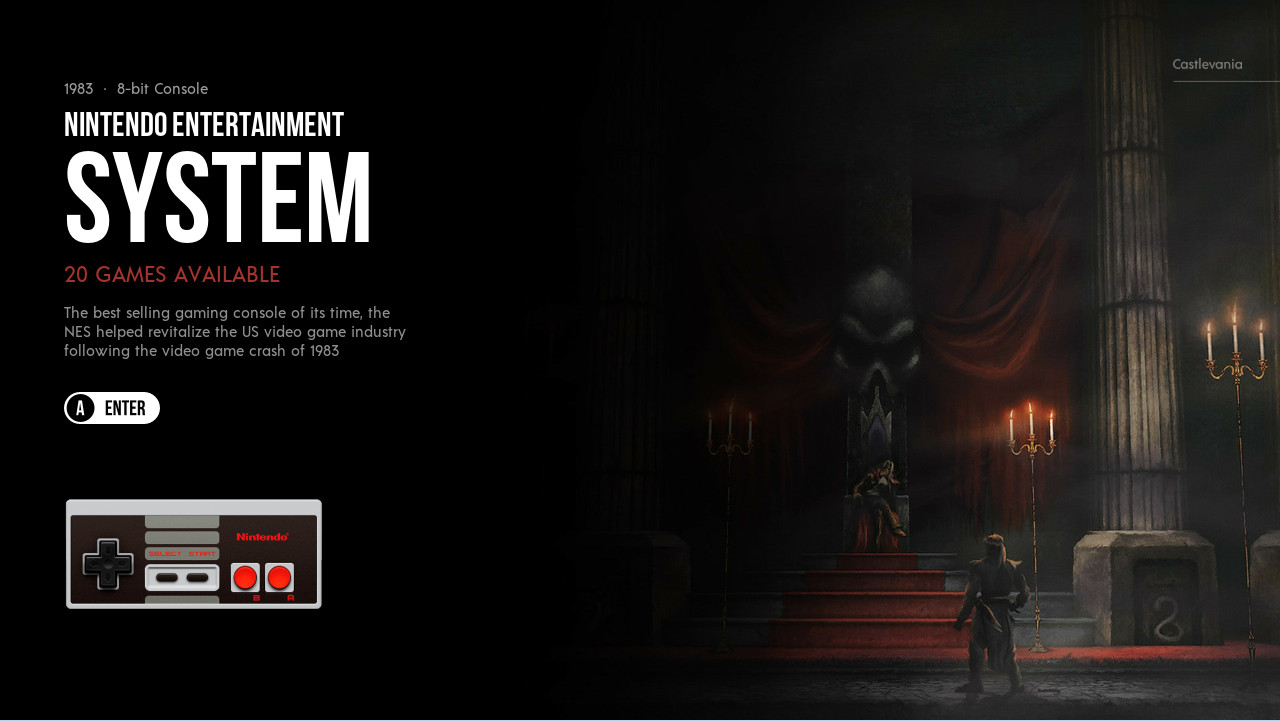 1983 · 8-bit Console
NINTENDO ENTERTAINMENT
SYSTEM
20 GAMES AVAILABLE
The best selling gaming console of its time, the
NES helped revitalize the US video game industry
following the video game crash of 1983
A ENTER
Castlevania
Nintendo®
SELECT START
B A